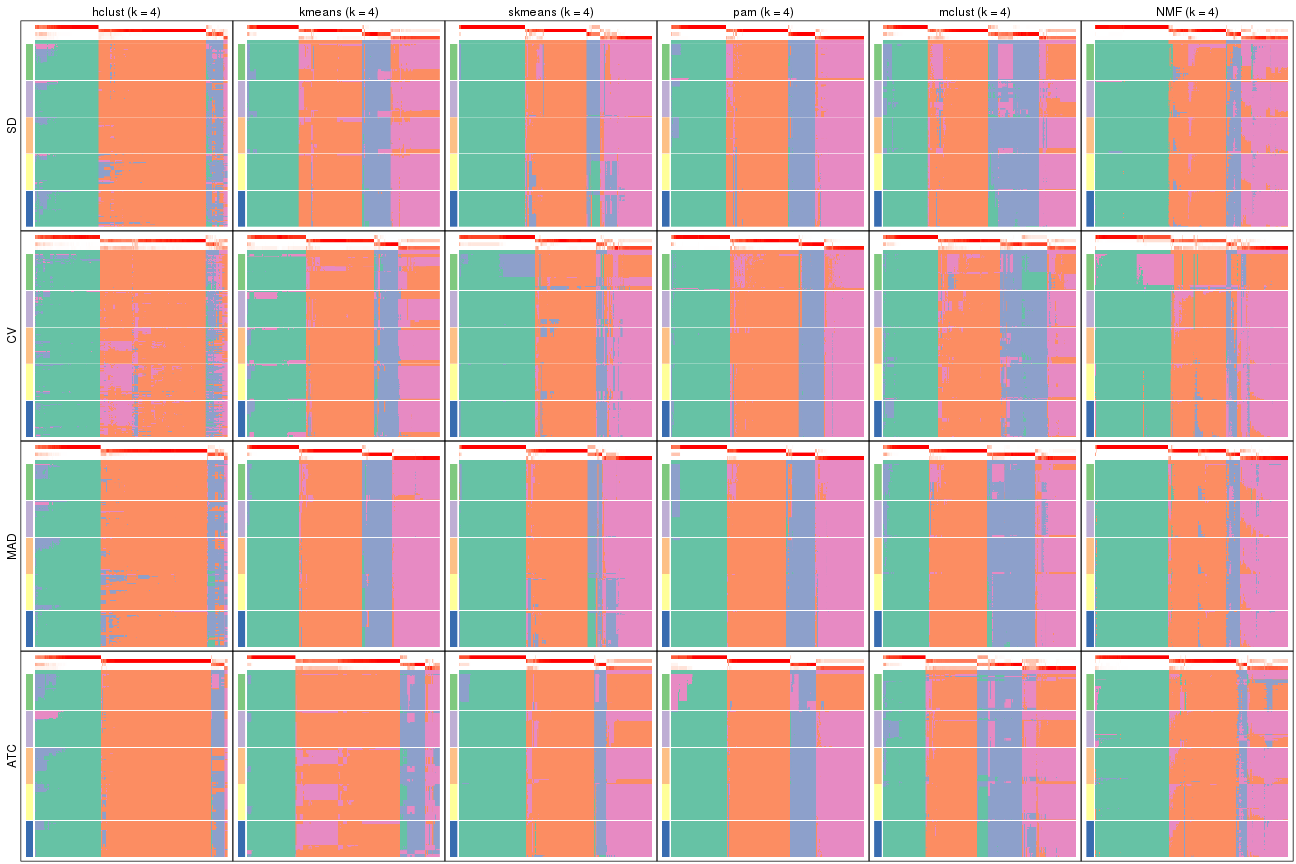 hclust (k = 4) kmeans (k = 4) skmeans (k = 4) pam (k = 4) mclust (k = 4) NMF (k = 4)
SD
CV
MAD
ATC